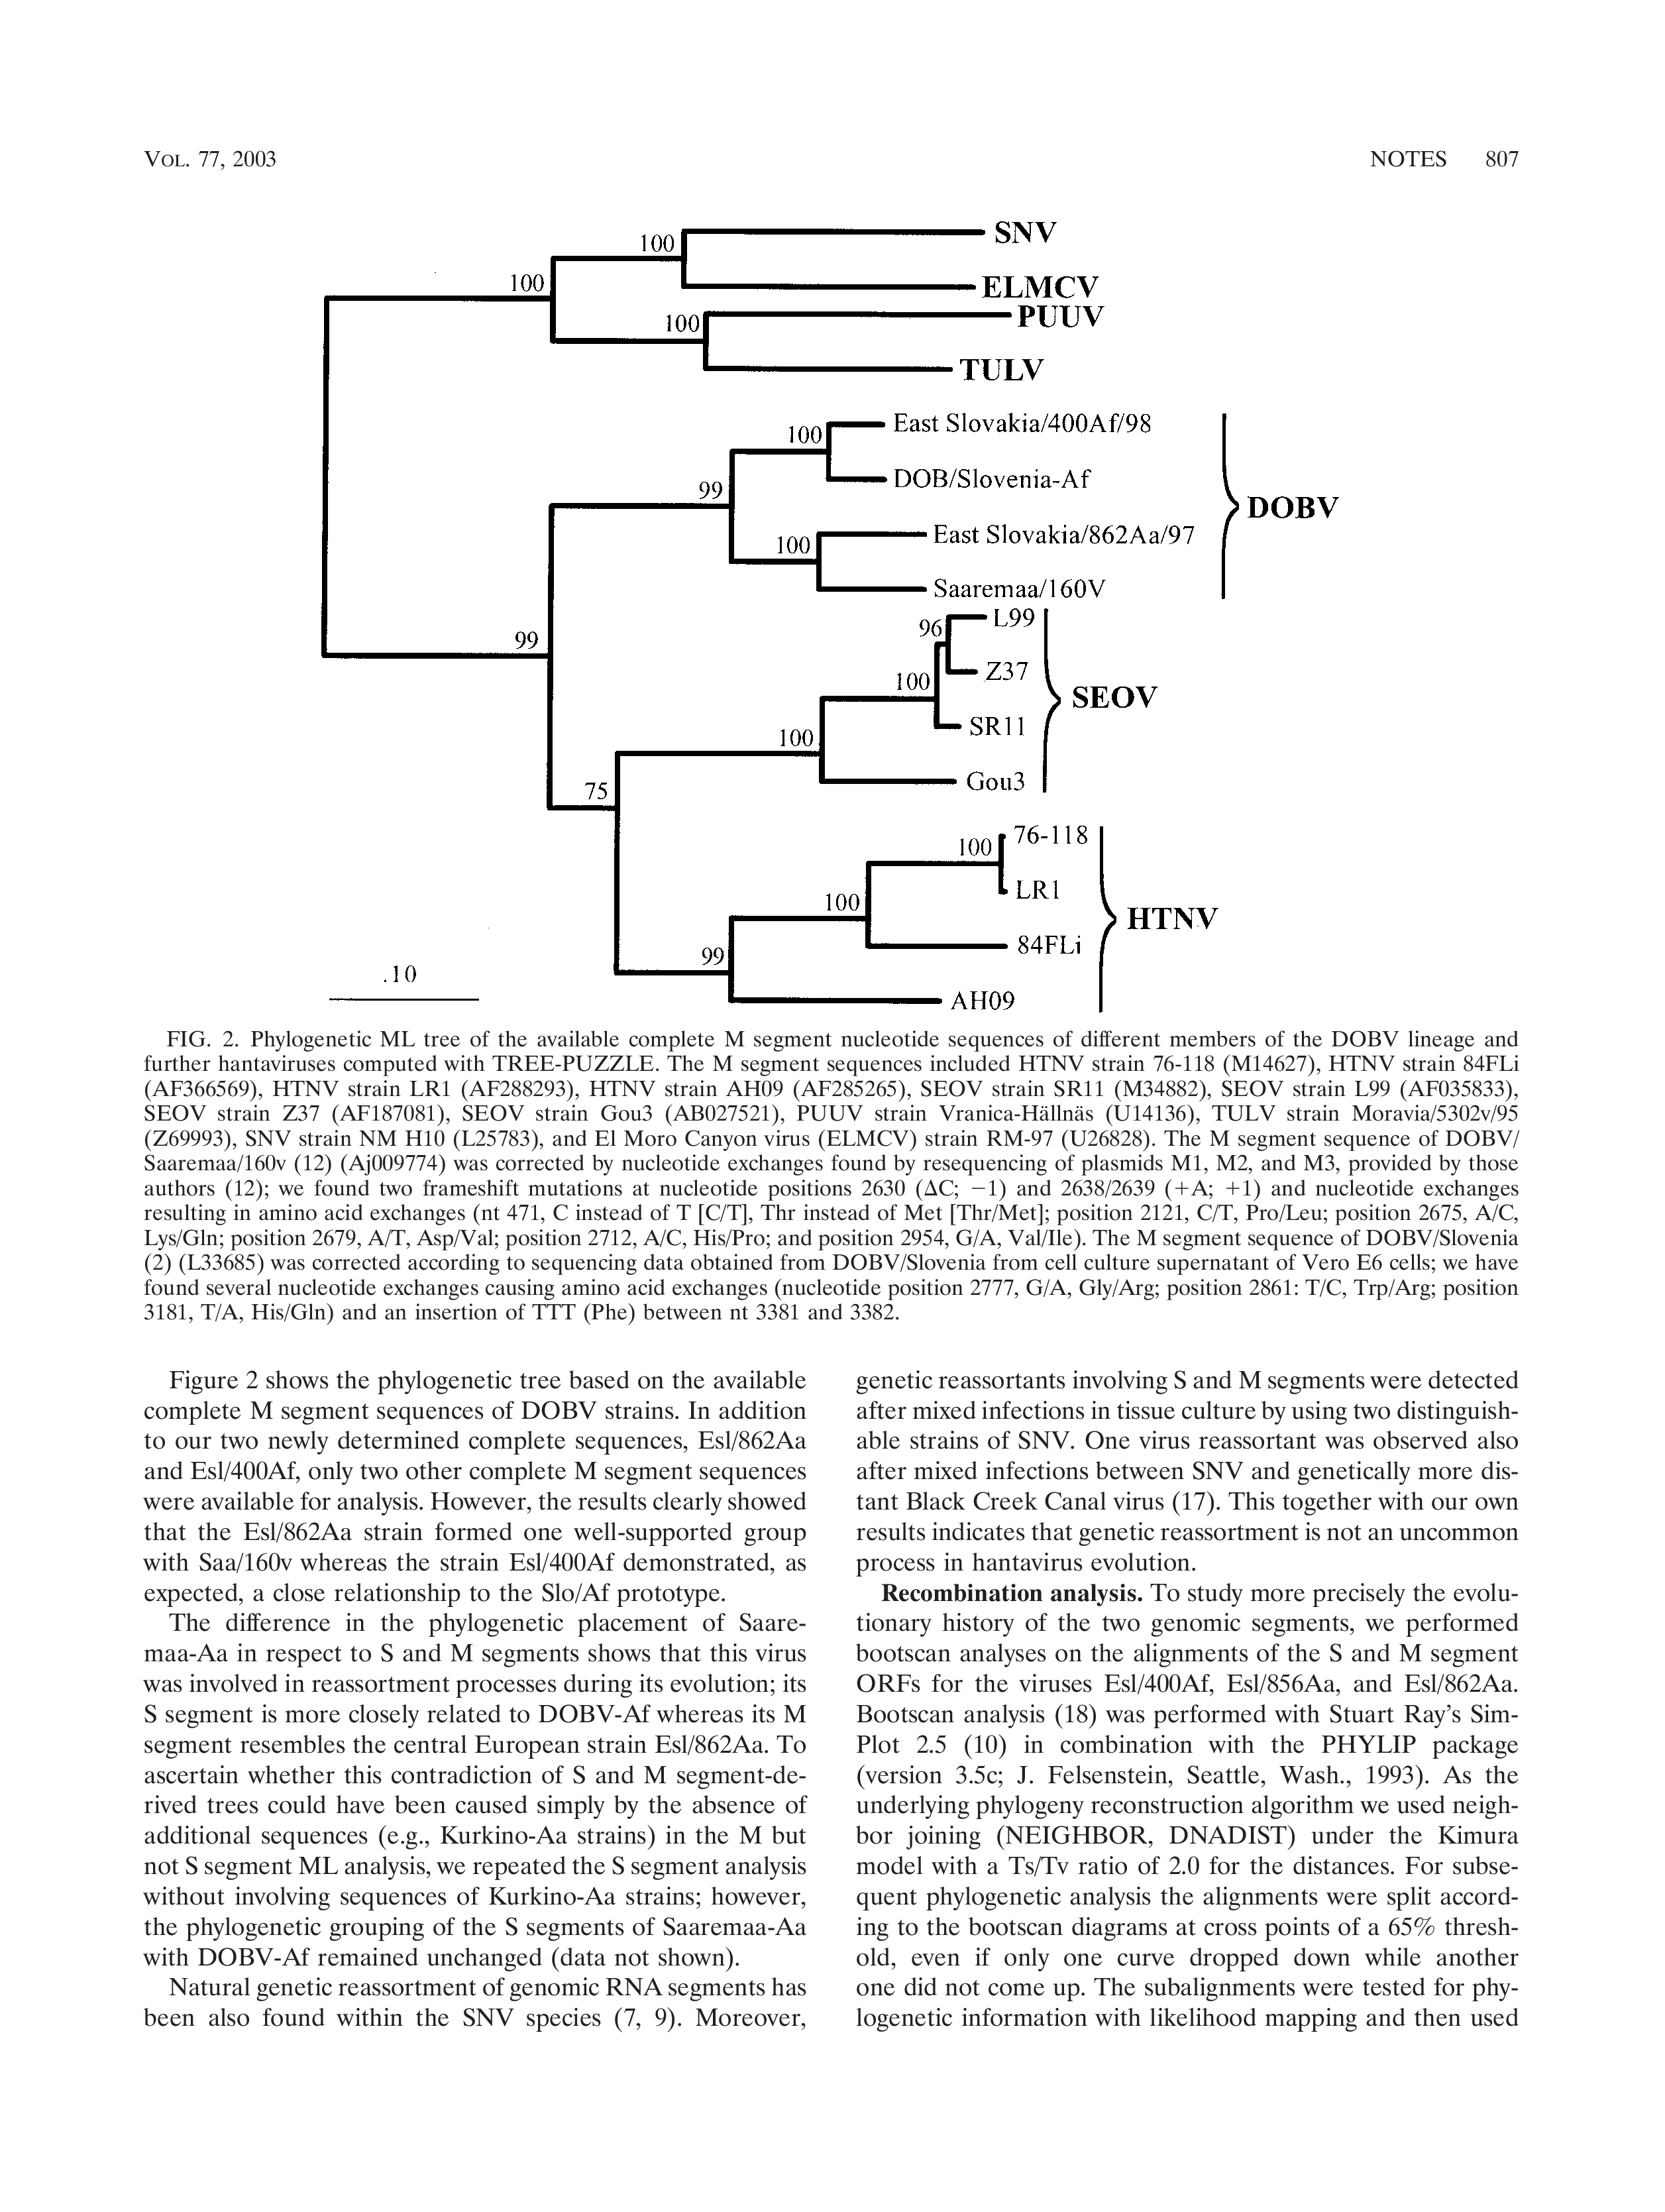 VOL. 77, 2003 NOTES 807
100 SNV
100 ELMCV
100 PUUV
TULV
100 East Slovakia/400Af/98
99 DOB/Slovenia-Af
DOBV
100 East Slovakia/862Aa/97
Saaremaa/160V
96 L99
99
100 Z37
SEOV
SR11
100 Gou3
75
100 76-118
100 LR1
HTNV
99 84FLi
.10
AH09
FIG. 2. Phylogenetic ML tree of the available complete M segment nucleotide sequences of different members of the DOBV lineage and
further hantaviruses computed with TREE-PUZZLE. The M segment sequences included HTNV strain 76-118 (M14627), HTNV strain 84FLi
(AF366569), HTNV strain LR1 (AF288293), HTNV strain AH09 (AF285265), SEOV strain SR11 (M34882), SEOV strain L99 (AF035833),
SEOV strain Z37 (AF187081), SEOV strain Gou3 (AB027521), PUUV strain Vranica-Hällnäs (U14136), TULV strain Moravia/5302v/95
(Z69993), SNV strain NM H10 (L25783), and El Moro Canyon virus (ELMCV) strain RM-97 (U26828). The M segment sequence of DOBV/
Saaremaa/160v (12) (Aj009774) was corrected by nucleotide exchanges found by resequencing of plasmids M1, M2, and M3, provided by those
authors (12); we found two frameshift mutations at nucleotide positions 2630 (ΔC; −1) and 2638/2639 (+A; +1) and nucleotide exchanges
resulting in amino acid exchanges (nt 471, C instead of T [C/T], Thr instead of Met [Thr/Met]; position 2121, C/T, Pro/Leu; position 2675, A/C,
Lys/Gln; position 2679, A/T, Asp/Val; position 2712, A/C, His/Pro; and position 2954, G/A, Val/Ile). The M segment sequence of DOBV/Slovenia
(2) (L33685) was corrected according to sequencing data obtained from DOBV/Slovenia from cell culture supernatant of Vero E6 cells; we have
found several nucleotide exchanges causing amino acid exchanges (nucleotide position 2777, G/A, Gly/Arg; position 2861: T/C, Trp/Arg; position
3181, T/A, His/Gln) and an insertion of TTT (Phe) between nt 3381 and 3382.
Figure 2 shows the phylogenetic tree based on the available
complete M segment sequences of DOBV strains. In addition
to our two newly determined complete sequences, Esl/862Aa
and Esl/400Af, only two other complete M segment sequences
were available for analysis. However, the results clearly showed
that the Esl/862Aa strain formed one well-supported group
with Saa/160v whereas the strain Esl/400Af demonstrated, as
expected, a close relationship to the Slo/Af prototype.
The difference in the phylogenetic placement of Saare-
maa-Aa in respect to S and M segments shows that this virus
was involved in reassortment processes during its evolution; its
S segment is more closely related to DOBV-Af whereas its M
segment resembles the central European strain Esl/862Aa. To
ascertain whether this contradiction of S and M segment-de-
rived trees could have been caused simply by the absence of
additional sequences (e.g., Kurkino-Aa strains) in the M but
not S segment ML analysis, we repeated the S segment analysis
without involving sequences of Kurkino-Aa strains; however,
the phylogenetic grouping of the S segments of Saaremaa-Aa
with DOBV-Af remained unchanged (data not shown).
Natural genetic reassortment of genomic RNA segments has
been also found within the SNV species (7, 9). Moreover,
genetic reassortants involving S and M segments were detected
after mixed infections in tissue culture by using two distinguish-
able strains of SNV. One virus reassortant was observed also
after mixed infections between SNV and genetically more dis-
tant Black Creek Canal virus (17). This together with our own
results indicates that genetic reassortment is not an uncommon
process in hantavirus evolution.
Recombination analysis. To study more precisely the evolu-
tionary history of the two genomic segments, we performed
bootscan analyses on the alignments of the S and M segment
ORFs for the viruses Esl/400Af, Esl/856Aa, and Esl/862Aa.
Bootscan analysis (18) was performed with Stuart Ray's Sim-
Plot 2.5 (10) in combination with the PHYLIP package
(version 3.5c; J. Felsenstein, Seattle, Wash., 1993). As the
underlying phylogeny reconstruction algorithm we used neigh-
bor joining (NEIGHBOR, DNADIST) under the Kimura
model with a Ts/Tv ratio of 2.0 for the distances. For subse-
quent phylogenetic analysis the alignments were split accord-
ing to the bootscan diagrams at cross points of a 65% thresh-
old, even if only one curve dropped down while another
one did not come up. The subalignments were tested for phy-
logenetic information with likelihood mapping and then used